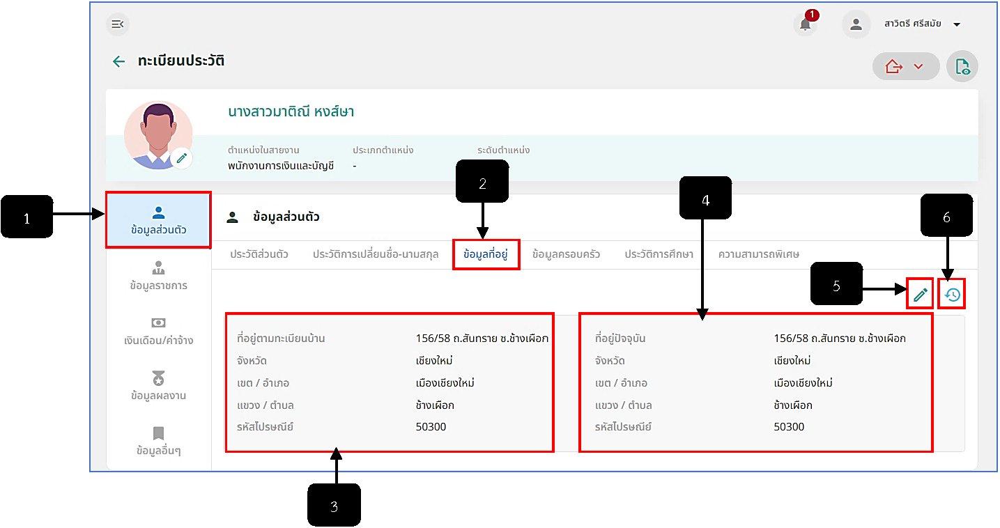 1
สาวิตรี ศรีสมัย
ทะเบียนประวัติ
นางสาวมาติณี หงส์ษา
ตำแหน่งในสายงาน ประเภทตำแหน่ง ระดับตำแหน่ง
พนักงานการเงินและบัญชี -
2
4
6
1
ข้อมูลส่วนตัว
ข้อมูลส่วนตัว
ประวัติส่วนตัว ประวัติการเปลี่ยนชื่อ-นามสกุล ข้อมูลที่อยู่ ข้อมูลครอบครัว ประวัติการศึกษา ความสามารถพิเศษ
5
ข้อมูลราชการ
เงินเดือน/ค่าจ้าง
ข้อมูลผลงาน
ข้อมูลอื่นๆ
ที่อยู่ตามทะเบียนบ้าน 156/58 ถ.สันทราย ซ.ช้างเผือก
จังหวัด เชียงใหม่
เขต / อำเภอ เมืองเชียงใหม่
แขวง / ตำบล ช้างเผือก
รหัสไปรษณีย์ 50300
ที่อยู่ปัจจุบัน 156/58 ถ.สันทราย ซ.ช้างเผือก
จังหวัด เชียงใหม่
เขต / อำเภอ เมืองเชียงใหม่
แขวง / ตำบล ช้างเผือก
รหัสไปรษณีย์ 50300
3